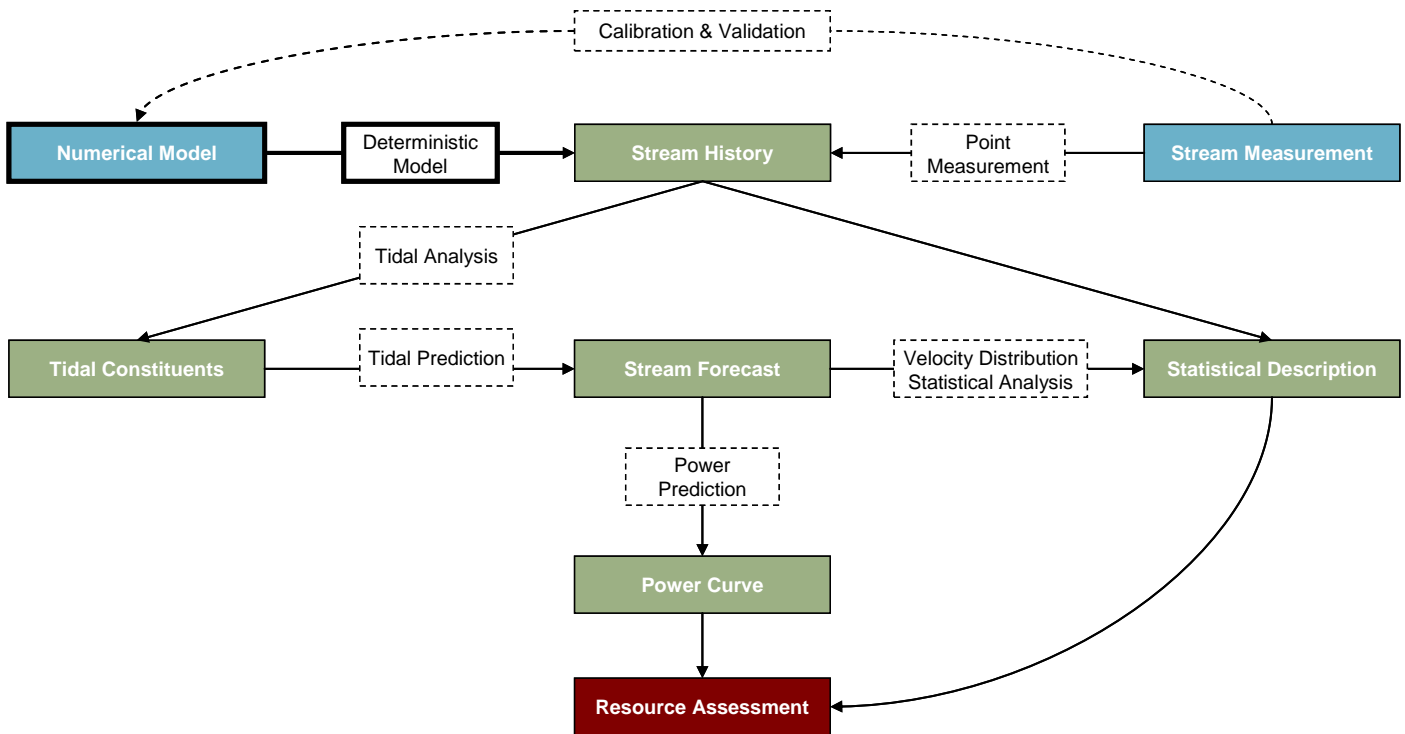 Calibration & Validation
Numerical Model
Deterministic
Model
Stream History
Point
Measurement
Stream Measurement
Tidal Analysis
Tidal Constituents
Tidal Prediction
Stream Forecast
Velocity Distribution
Statistical Analysis
Statistical Description
Power
Prediction
Power Curve
Resource Assessment